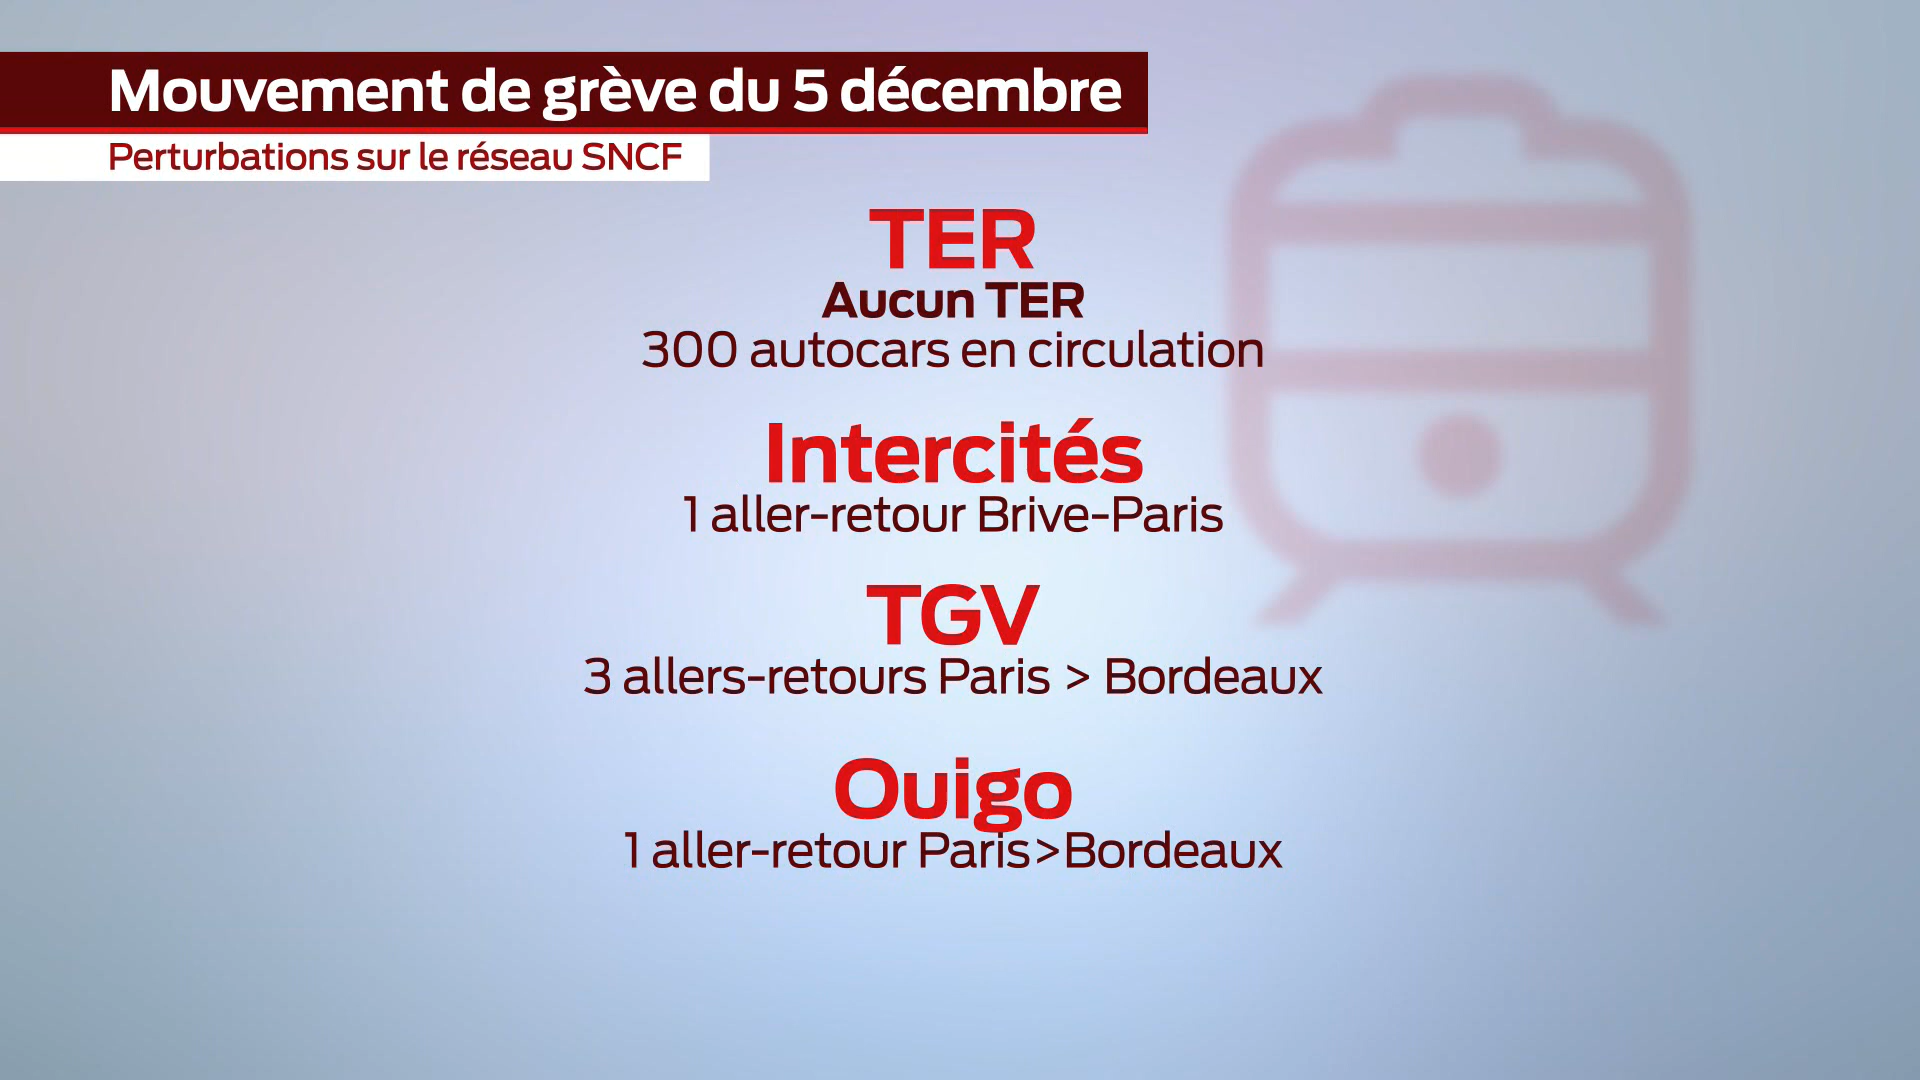 Mouvement de grève du 5 décembre
Perturbations sur le réseau SNCF
TER
Aucun TER
300 autocars en circulation
Intercités
1 aller-retour Brive-Paris
TGV
3 allers-retours Paris > Bordeaux
Ouigo
1 aller-retour Paris>Bordeaux